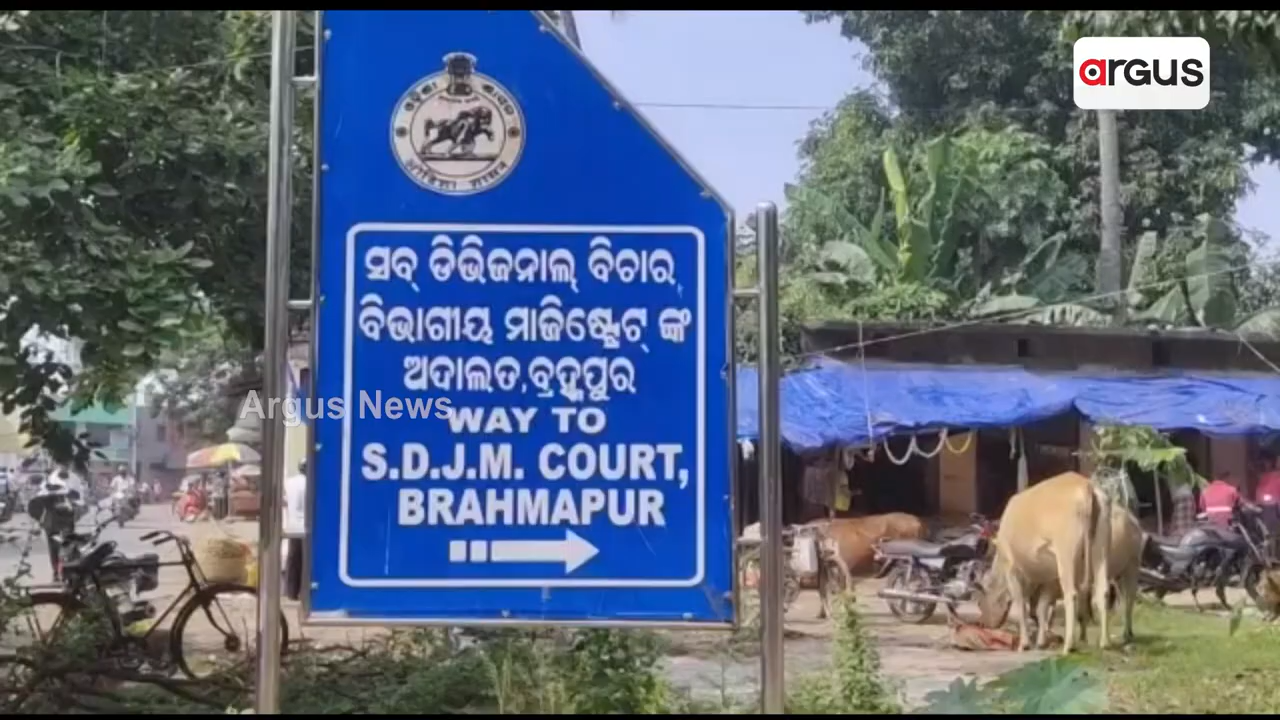 argus
ସବ୍ ଡିଭିଜନାଲ୍ ବିଚାର
ବିଭାଗୀୟ ମାଜିଷ୍ଟ୍ରେଟ୍ ଙ୍କ
ଅଦାଲତ,ବ୍ରହ୍ମପୁର
Argus News
WAY TO
S.D.J.M. COURT,
BRAHMAPUR